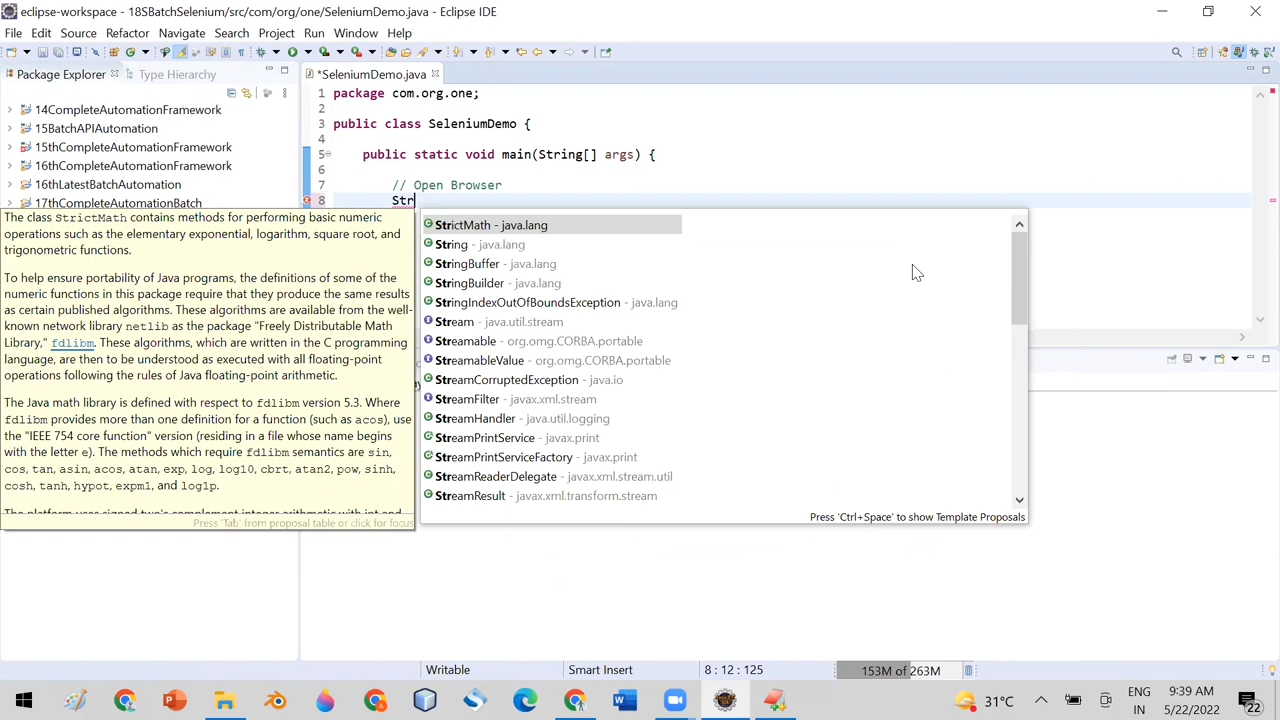 eclipse-workspace - 18SBatchSelenium/src/com/org/one/SeleniumDemo.java - Eclipse IDE
File Edit Source Refactor Navigate Search Project Run Window Help
Package Explorer Type Hierarchy
*SeleniumDemo.java
14CompleteAutomationFramework
15BatchAPIAutomation
15thCompleteAutomationFramework
16thCompleteAutomationFramework
16thLatestBatchAutomation
17thCompleteAutomationBatch
1 package com.org.one;
2
3 public class SeleniumDemo {
4
5 public static void main(String[] args) {
6
7 // Open Browser
8 Str
The class StrictMath contains methods for performing basic numeric
operations such as the elementary exponential, logarithm, square root, and
trigonometric functions.
To help ensure portability of Java programs, the definitions of some of the
numeric functions in this package require that they produce the same results
as certain published algorithms. These algorithms are available from the well-
known network library netlib as the package "Freely Distributable Math
Library," fdlibm. These algorithms, which are written in the C programming
language, are then to be understood as executed with all floating-point
operations following the rules of Java floating-point arithmetic.
The Java math library is defined with respect to fdlibm version 5.3. Where
fdlibm provides more than one definition for a function (such as acos), use
the "IEEE 754 core function" version (residing in a file whose name begins
with the letter e). The methods which require fdlibm semantics are sin,
cos, tan, asin, acos, atan, exp, log, log10, cbrt, atan2, pow, sinh,
cosh, tanh, hypot, expm1, and log1p.
The platform uses signed two's complement integer arithmetic with int and
Press 'Tab' from proposal table or click for focus
StrictMath - java.lang
String - java.lang
StringBuffer - java.lang
StringBuilder - java.lang
StringIndexOutOfBoundsException - java.lang
Stream - java.util.stream
Streamable - org.omg.CORBA.portable
StreamableValue - org.omg.CORBA.portable
StreamCorruptedException - java.io
StreamFilter - javax.xml.stream
StreamHandler - java.util.logging
StreamPrintService - javax.print
StreamPrintServiceFactory - javax.print
StreamReaderDelegate - javax.xml.stream.util
StreamResult - javax.xml.transform.stream
Press 'Ctrl+Space' to show Template Proposals
Writable Smart Insert 8 : 12 : 125 153M of 263M
31°C
ENG
IN
9:39 AM
5/22/2022
22